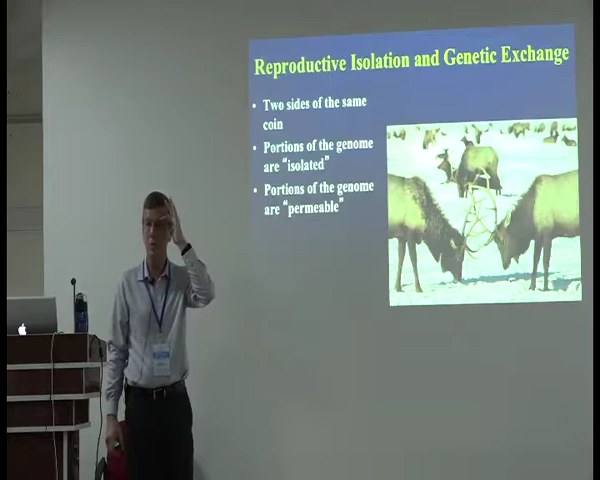 Reproductive Isolation and Genetic Exchange
• Two sides of the same
coin
• Portions of the genome
are “isolated”
• Portions of the genome
are “permeable”